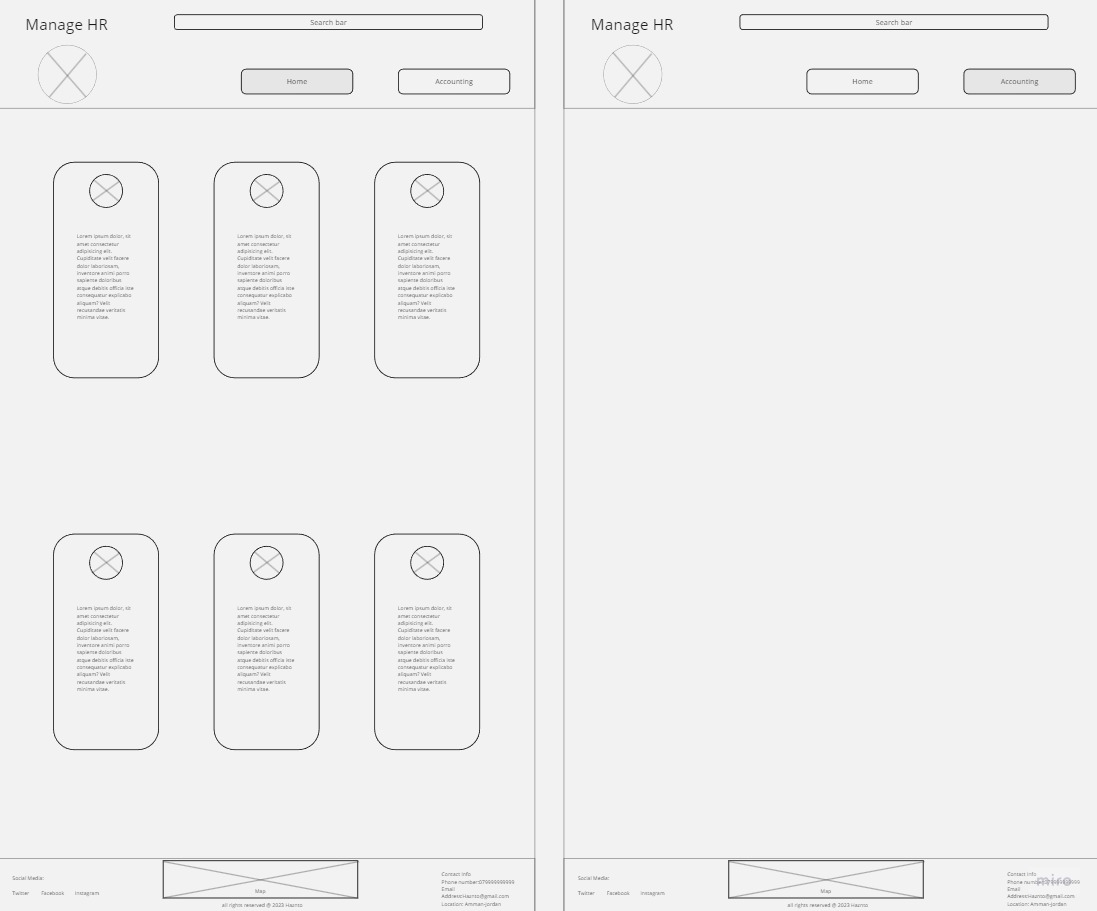 Manage HR
Search bar
Home
Accounting
Lorem ipsum dolor, sit
amet consectetur
adipisicing elit.
Cupiditate velit facere
dolor laboriosam,
inventore animi porro
sapiente doloribus
atque debitis officia iste
consequatur explicabo
aliquam? Velit
recusandae veritatis
minima vitae.
Lorem ipsum dolor, sit
amet consectetur
adipisicing elit.
Cupiditate velit facere
dolor laboriosam,
inventore animi porro
sapiente doloribus
atque debitis officia iste
consequatur explicabo
aliquam? Velit
recusandae veritatis
minima vitae.
Lorem ipsum dolor, sit
amet consectetur
adipisicing elit.
Cupiditate velit facere
dolor laboriosam,
inventore animi porro
sapiente doloribus
atque debitis officia iste
consequatur explicabo
aliquam? Velit
recusandae veritatis
minima vitae.
Lorem ipsum dolor, sit
amet consectetur
adipisicing elit.
Cupiditate velit facere
dolor laboriosam,
inventore animi porro
sapiente doloribus
atque debitis officia iste
consequatur explicabo
aliquam? Velit
recusandae veritatis
minima vitae.
Lorem ipsum dolor, sit
amet consectetur
adipisicing elit.
Cupiditate velit facere
dolor laboriosam,
inventore animi porro
sapiente doloribus
atque debitis officia iste
consequatur explicabo
aliquam? Velit
recusandae veritatis
minima vitae.
Lorem ipsum dolor, sit
amet consectetur
adipisicing elit.
Cupiditate velit facere
dolor laboriosam,
inventore animi porro
sapiente doloribus
atque debitis officia iste
consequatur explicabo
aliquam? Velit
recusandae veritatis
minima vitae.
Social Media:
Twitter Facebook Instagram
Map
all rights reserved @ 2023 Haznto
Contact info
Phone number:079999999999
Email
Address:Haznto@gmail.com
Location: Amman-Jordan
Manage HR
Search bar
Home
Accounting
Social Media:
Twitter Facebook Instagram
Map
all rights reserved @ 2023 Haznto
Contact info
Phone number:079999999999
Email
Address:Haznto@gmail.com
Location: Amman-Jordan
miro